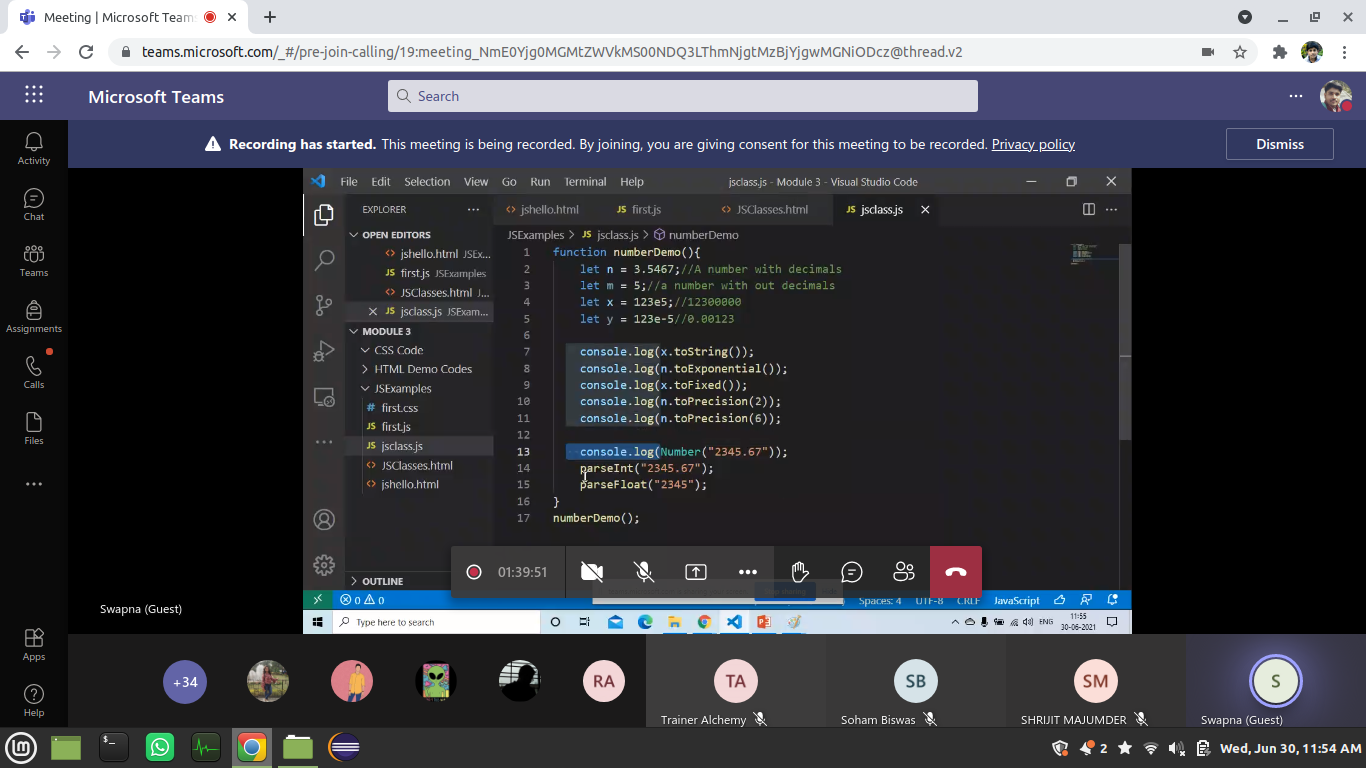 Meeting | Microsoft Team
teams.microsoft.com/_#/pre-join-calling/19:meeting_NmE0Yjg0MGMtZWVkMS00NDQ3LThmNjgtMzBjYjgwMGNiODcz@thread.v2
Microsoft Teams
Search
Recording has started. This meeting is being recorded. By joining, you are giving consent for this meeting to be recorded. Privacy policy
Dismiss
Activity
Chat
Teams
Assignments
Calls
Files
Apps
Help
File Edit Selection View Go Run Terminal Help
jsclass.js - Module 3 - Visual Studio Code
EXPLORER
jshello.html
JS first.js
JSClasses.html
JS jsclass.js
JSExamples > JS jsclass.js > numberDemo
OPEN EDITORS
jshello.html JSEx...
JS first.js JSExamples
JSClasses.html J...
JS jsclass.js JSExam...
MODULE 3
CSS Code
HTML Demo Codes
JSExamples
# first.css
JS first.js
JS jsclass.js
JSClasses.html
jshello.html
OUTLINE
1 function numberDemo(){
2 let n = 3.5467;//A number with decimals
3 let m = 5;//a number with out decimals
4 let x = 123e5;//12300000
5 let y = 123e-5//0.00123
6
7 console.log(x.toString());
8 console.log(n.toExponential());
9 console.log(x.toFixed());
10 console.log(n.toPrecision(2));
11 console.log(n.toPrecision(6));
12
13 console.log(Number("2345.67"));
14 parseInt("2345.67");
15 parseFloat("2345");
16 }
17 numberDemo();
01:39:51
0 0
Spaces: 4 UTF-8 CRLF JavaScript
Type here to search
ENG
11:55
30-06-2021
Swapna (Guest)
+34
RA
TA
Trainer Alchemy
SB
Soham Biswas
SM
SHRIJIT MAJUMDER
S
Swapna (Guest)
2
Wed, Jun 30, 11:54 AM